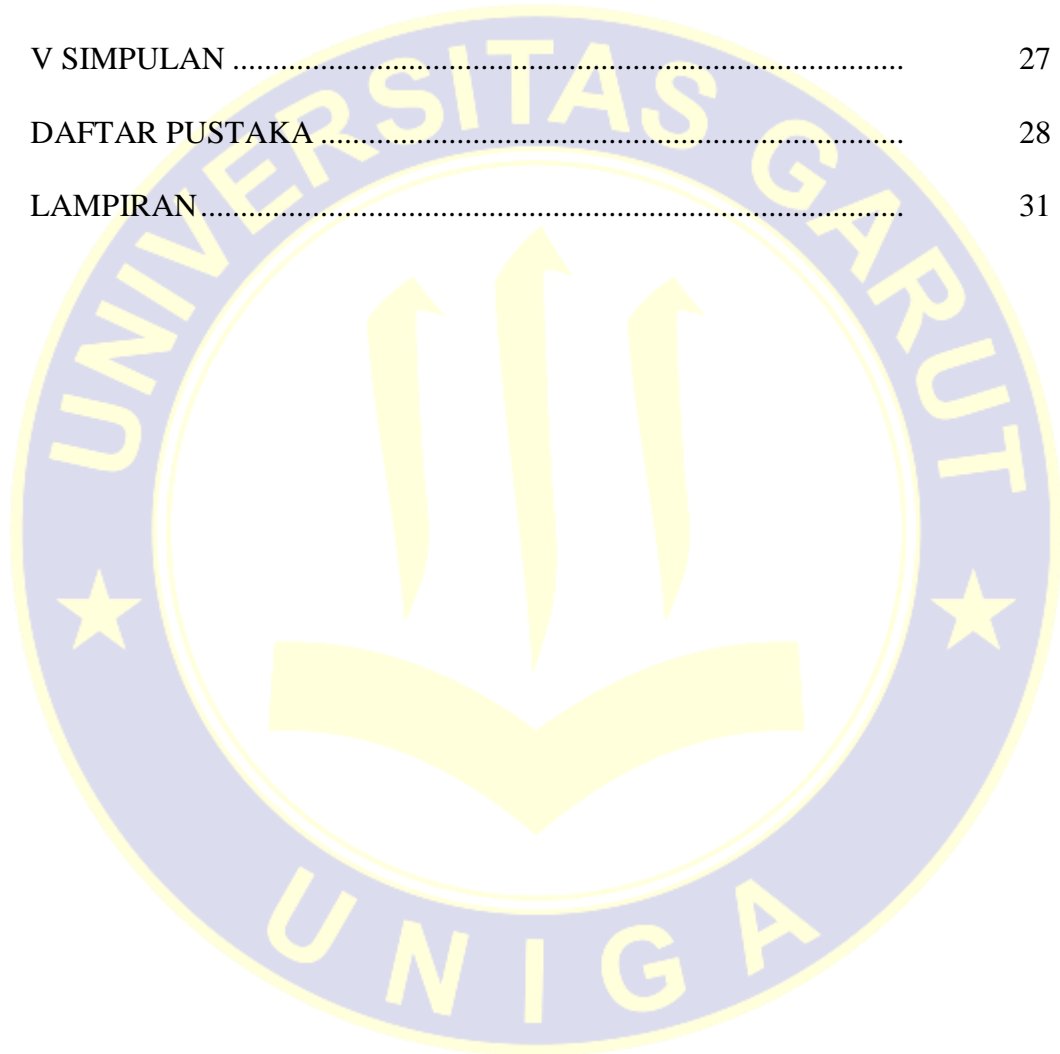 V SIMPULAN ..................................................................................... 27
DAFTAR PUSTAKA .......................................................................... 28
LAMPIRAN......................................................................................... 31
UNIVERSITAS GARUT
UNIGA